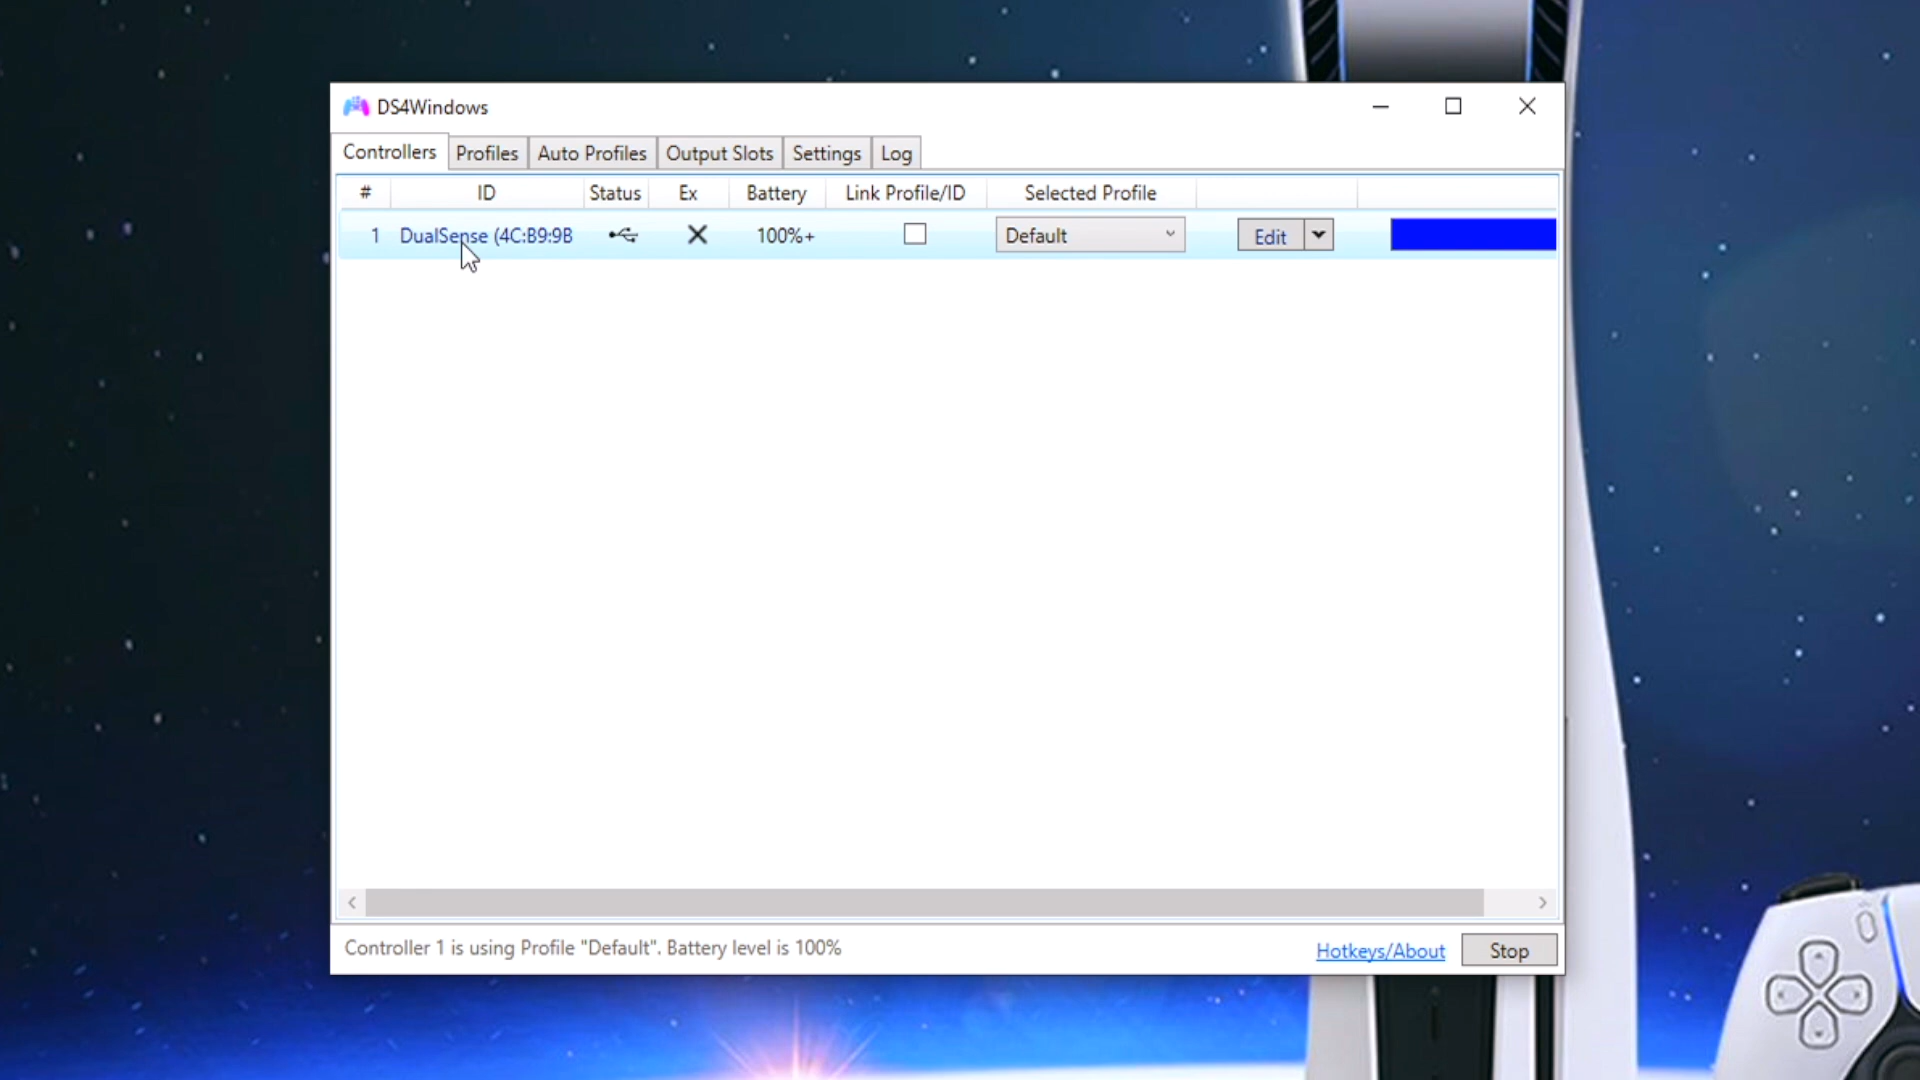 DS4Windows
Controllers Profiles Auto Profiles Output Slots Settings Log
# ID Status Ex Battery Link Profile/ID Selected Profile
1 DualSense (4C:B9:9B 100%+ Default Edit
Controller 1 is using Profile "Default". Battery level is 100% Hotkeys/About Stop